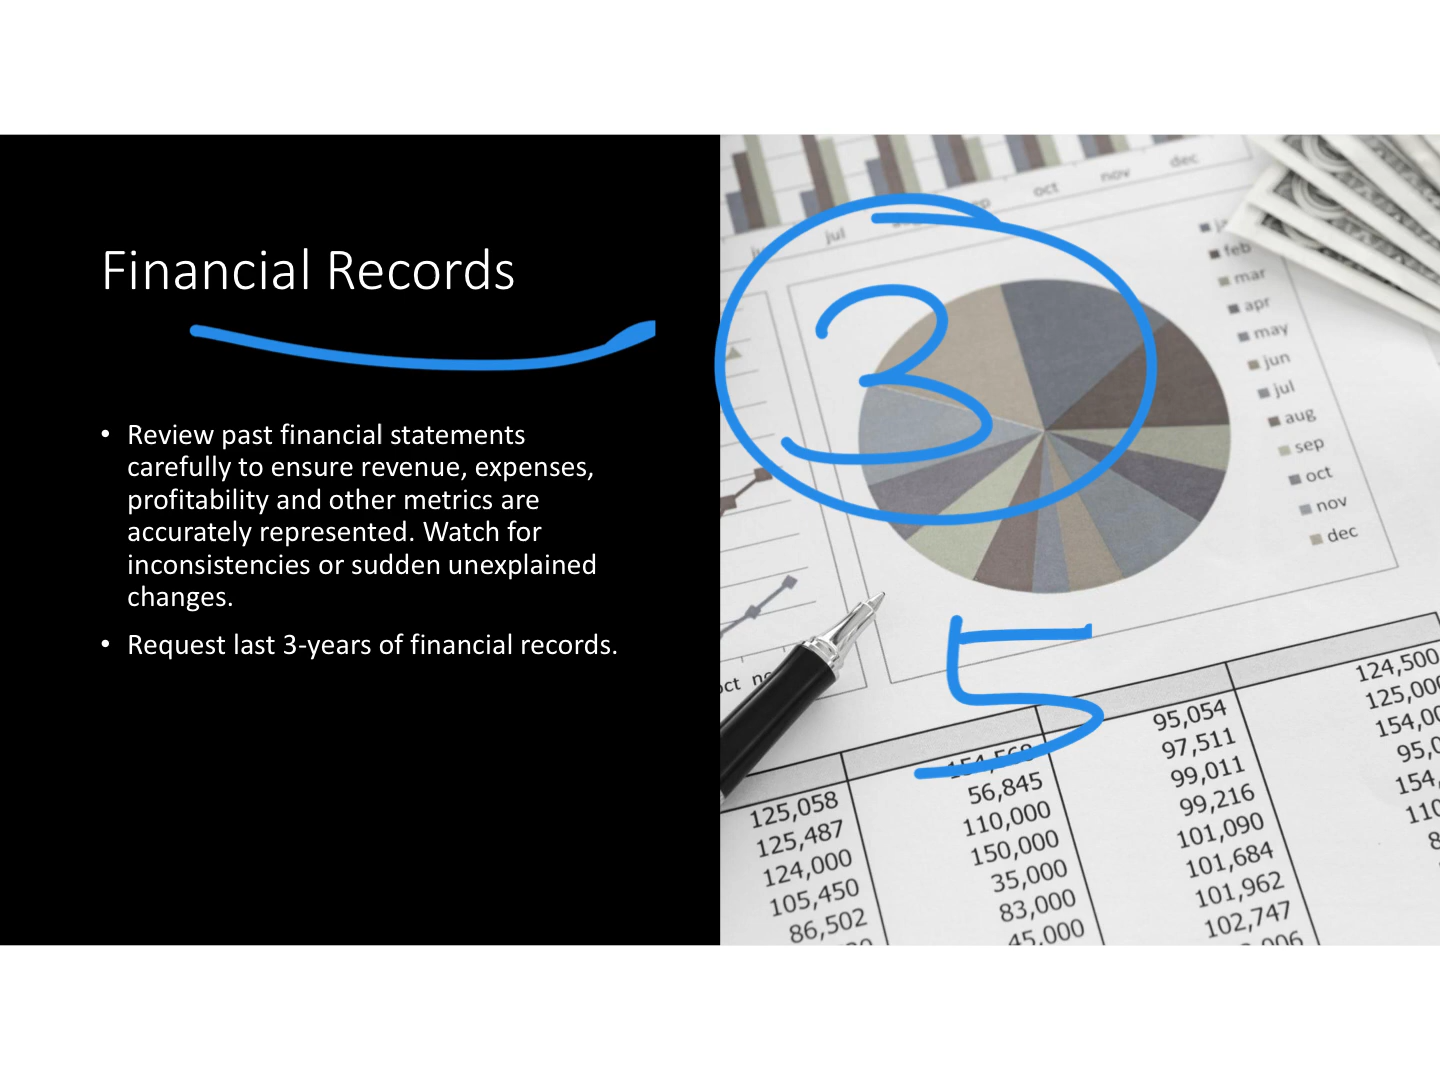 Financial Records
• Review past financial statements
carefully to ensure revenue, expenses,
profitability and other metrics are
accurately represented. Watch for
inconsistencies or sudden unexplained
changes.
• Request last 3-years of financial records.
oct
nov
dec
jul
feb
mar
apr
may
jun
jul
aug
sep
oct
nov
dec
3
5
oct
125,058
125,487
124,000
105,450
86,502
154,568
56,845
110,000
150,000
35,000
83,000
45,000
95,054
97,511
99,011
99,216
101,090
101,684
101,962
102,747
124,500